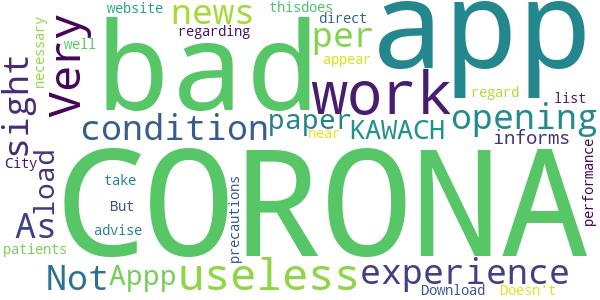 website
thisdoes
news
direct
app
regarding
per
well
bad
appear
necessary
Very
work
regard
list
sight
condition
paper
KAWACH
opening
near
informs
City
As
load
CORONA
performance
take
But
advise
precautions
patients
Not
Appp
useless
experience
Download
Doesn't